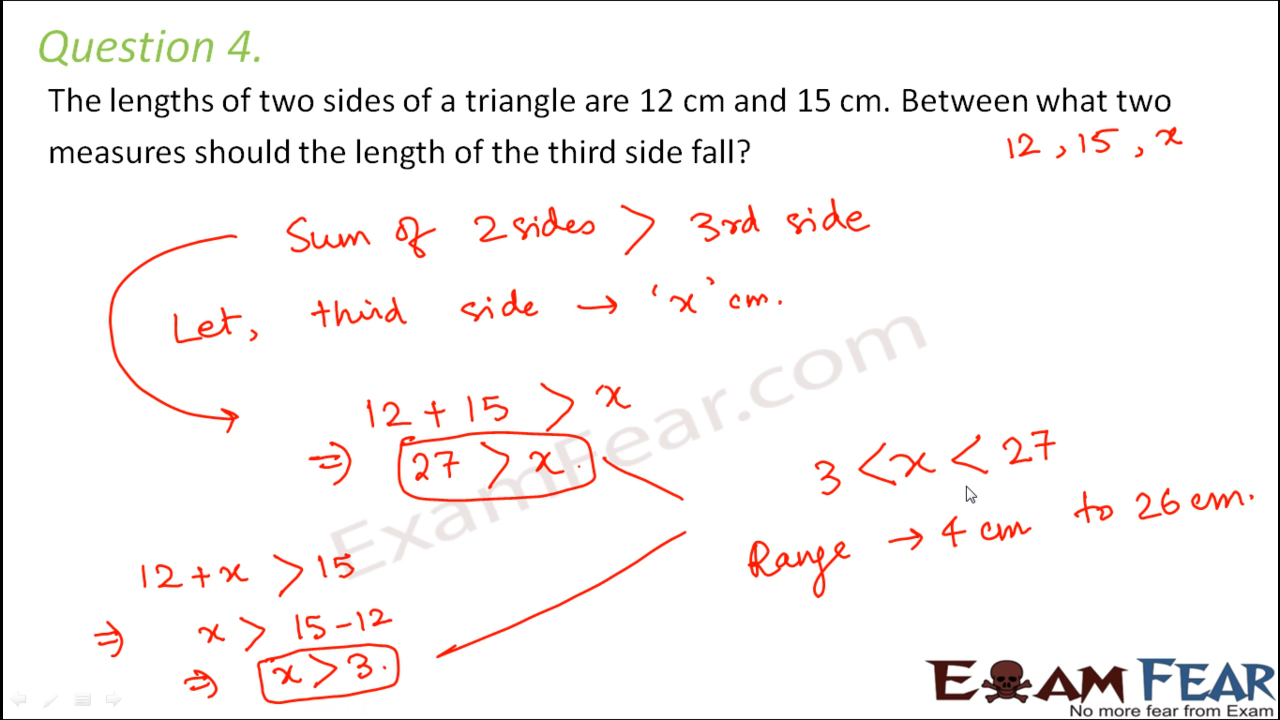 Question 4.
The lengths of two sides of a triangle are 12 cm and 15 cm. Between what two
measures should the length of the third side fall?
12 , 15 , x
Sum of 2 sides > 3rd side
Let, third side → 'x' cm.
12 + 15 > x
⇒ 27 > x.
3 < x < 27
Range → 4 cm to 26 cm.
12 + x > 15
⇒ x > 15 - 12
⇒ x > 3.
ExamFear.com
EXAM FEAR
No more fear from Exam